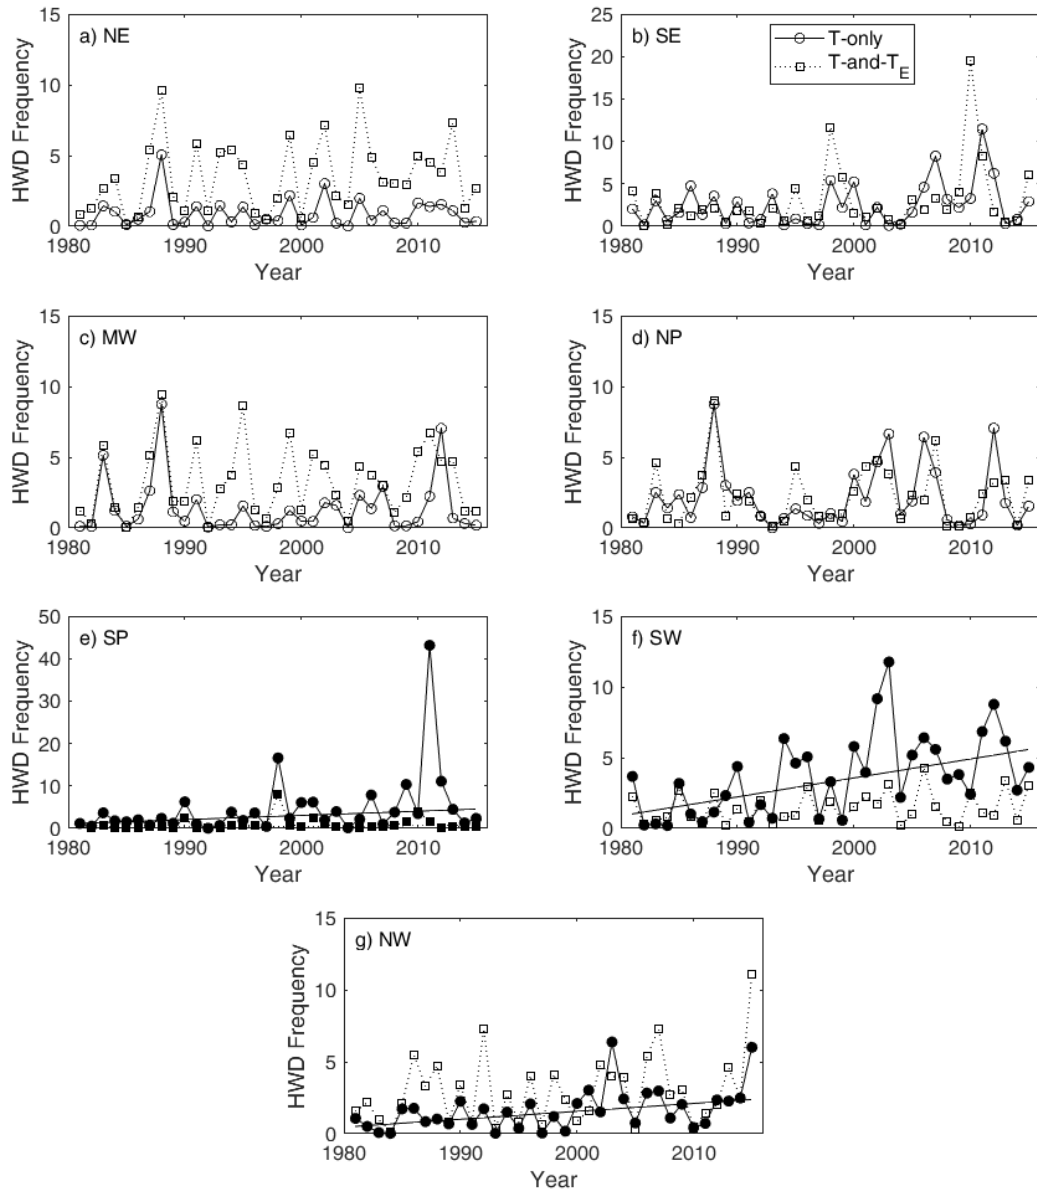 a) NE
HWD Frequency
15
10
5
0
1980
1990
2000
2010
Year
b) SE
T-only
T-and-T_E
HWD Frequency
25
20
15
10
5
0
1980
1990
2000
2010
Year
c) MW
HWD Frequency
15
10
5
0
1980
1990
2000
2010
Year
d) NP
HWD Frequency
15
10
5
0
1980
1990
2000
2010
Year
e) SP
HWD Frequency
50
40
30
20
10
0
1980
1990
2000
2010
Year
f) SW
HWD Frequency
15
10
5
0
1980
1990
2000
2010
Year
g) NW
HWD Frequency
15
10
5
0
1980
1990
2000
2010
Year